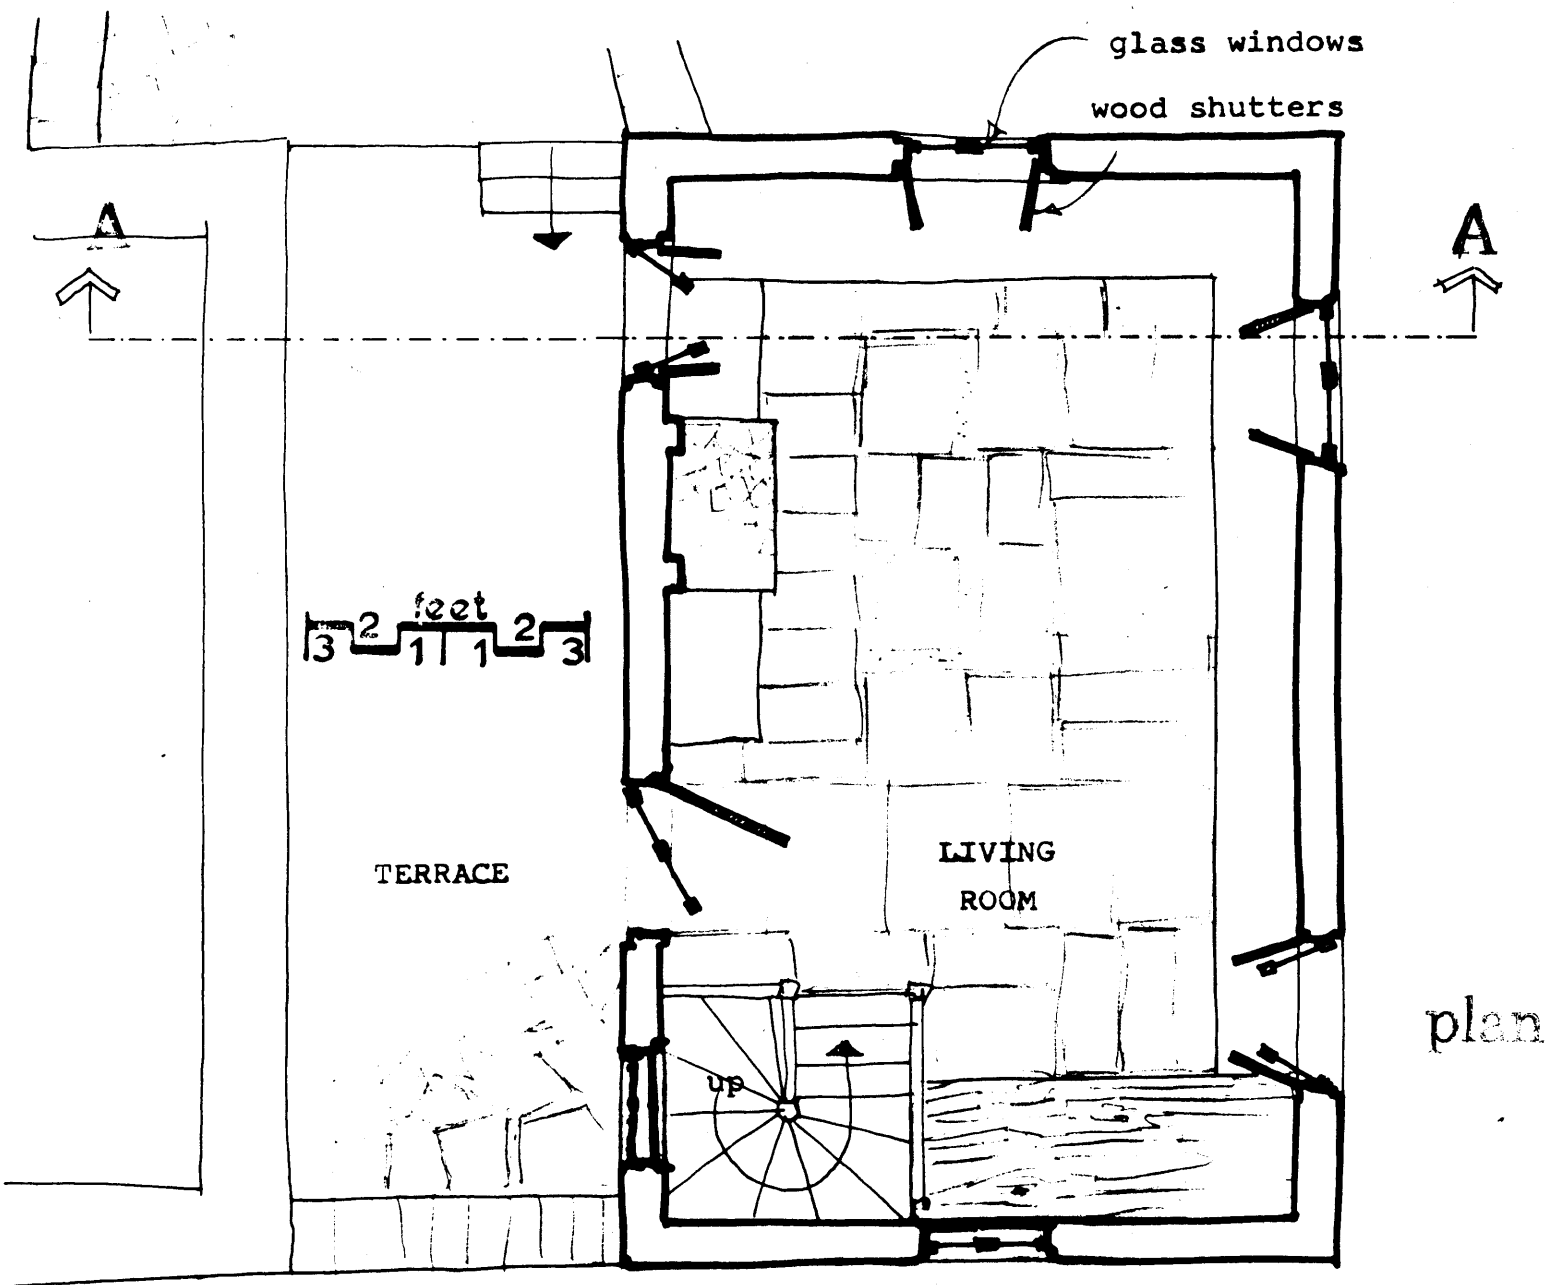 glass windows
wood shutters
A
A
feet
3 2 1 1 2 3
TERRACE
LIVING
ROOM
plan
up